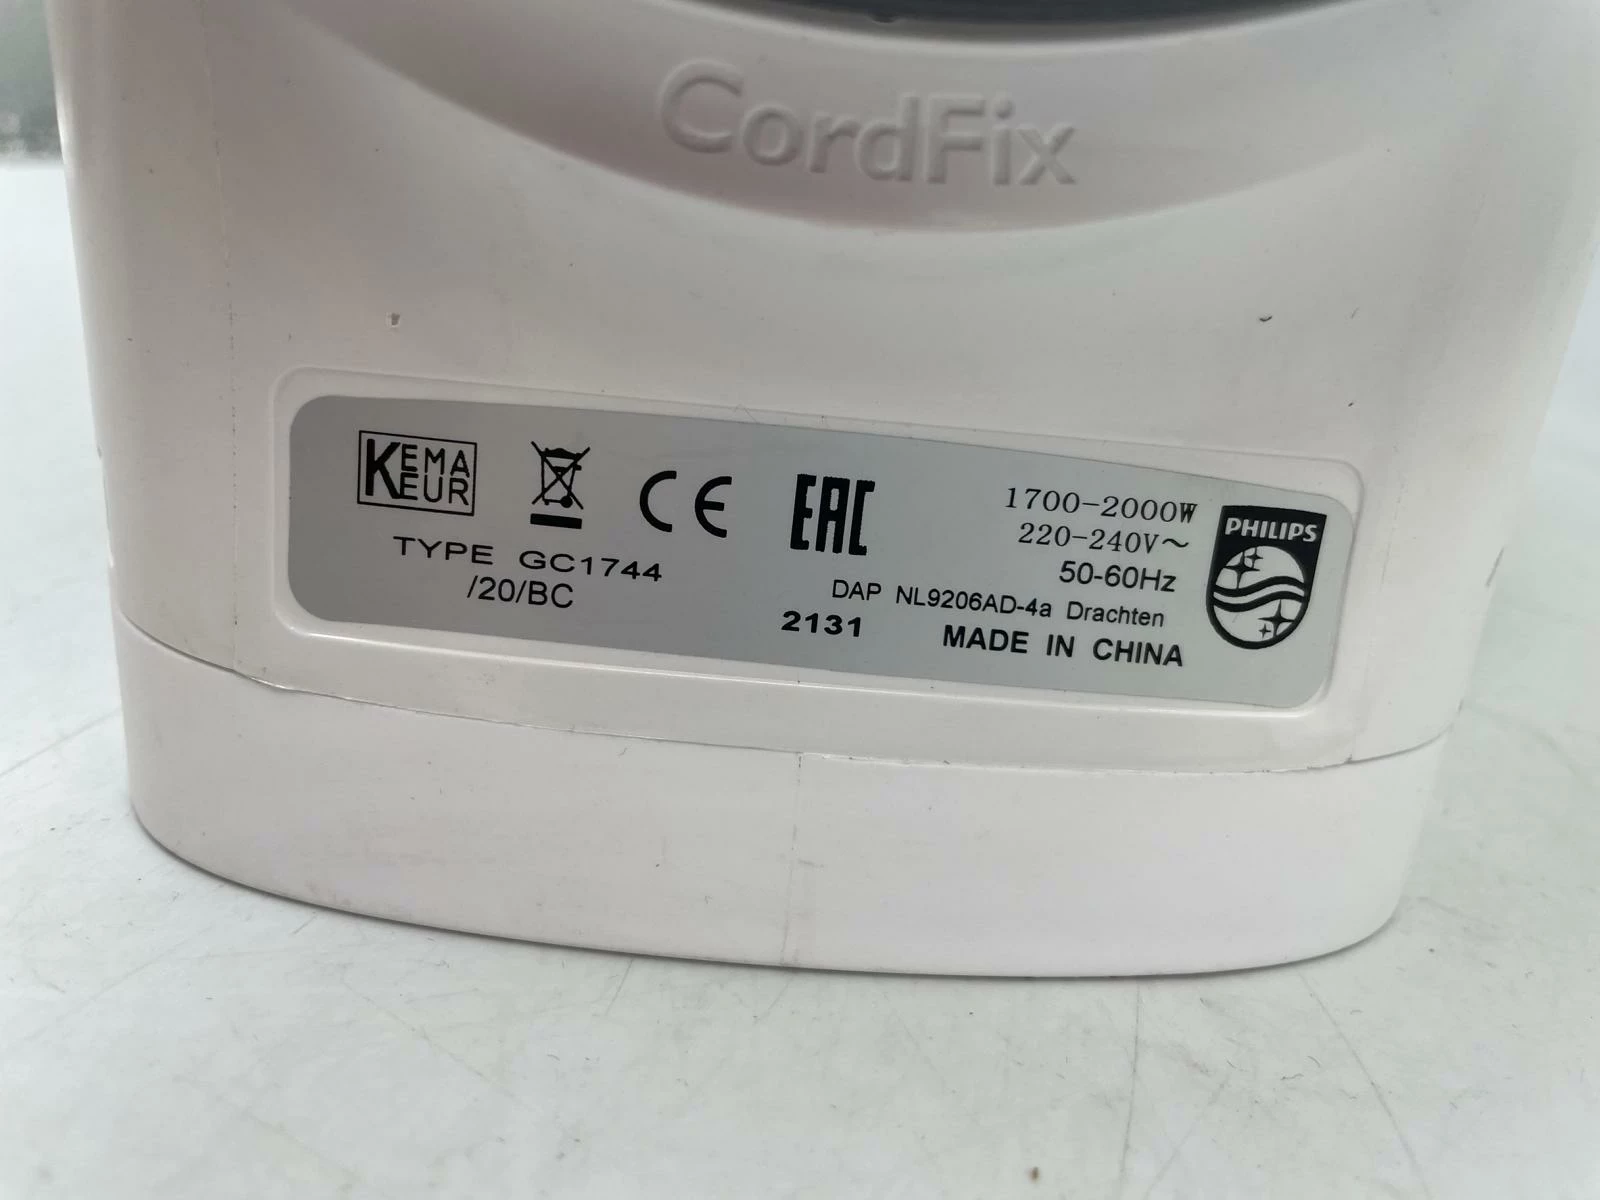 CordFix
KEMA
EUR
CE
EAC
TYPE GC1744
/20/BC
1700-2000W
220-240V~
50-60Hz
DAP NL9206AD-4a Drachten
2131
MADE IN CHINA
PHILIPS